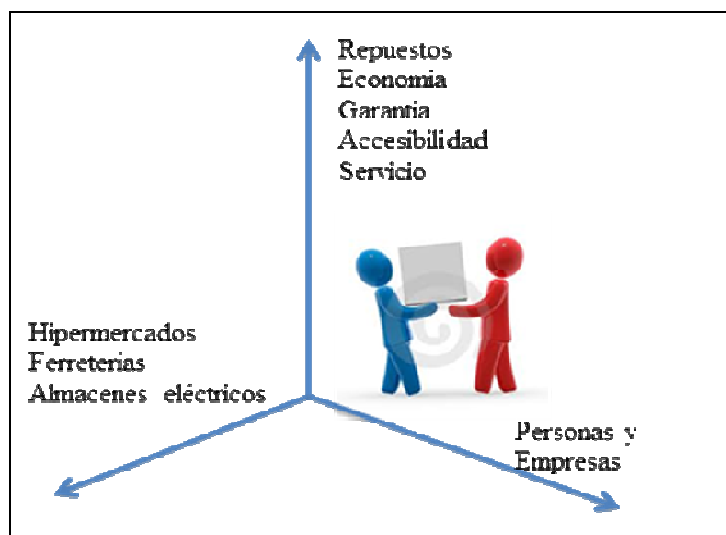 Repuestos
Economia
Garantia
Accesibilidad
Servicio
Hipermercados
Ferreterias
Almacenes eléctricos
Personas y
Empresas